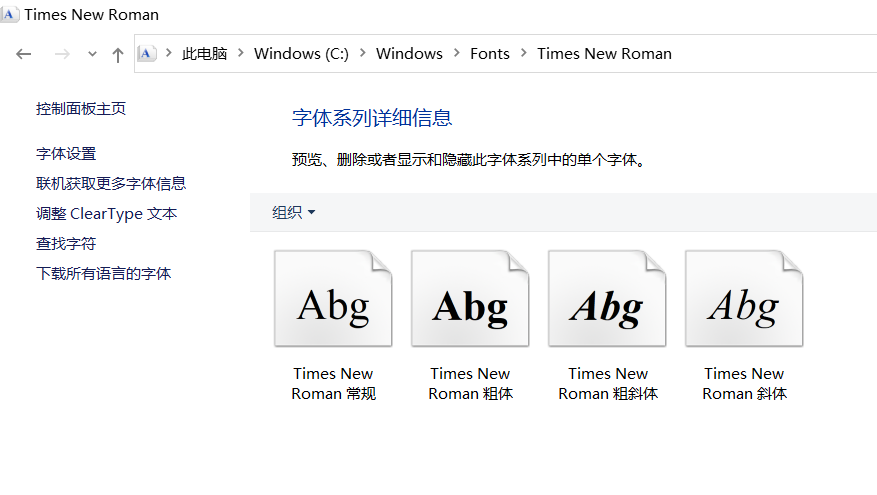 Times New Roman
此电脑 > Windows (C:) > Windows > Fonts > Times New Roman
控制面板主页
字体设置
联机获取更多字体信息
调整 ClearType 文本
查找字符
下载所有语言的字体
字体系列详细信息
预览、删除或者显示和隐藏此字体系列中的单个字体。
组织
Abg
Times New
Roman 常规
Abg
Times New
Roman 粗体
Abg
Times New
Roman 粗斜体
Abg
Times New
Roman 斜体